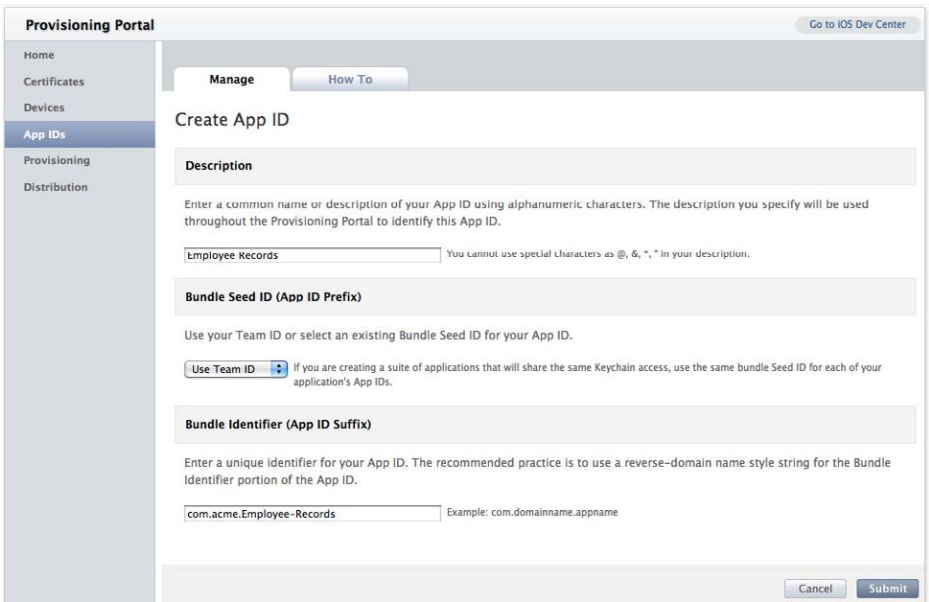 Provisioning Portal
Go to iOS Dev Center
Home
Certificates
Devices
App IDs
Provisioning
Distribution
Manage
How To
Create App ID
Description
Enter a common name or description of your App ID using alphanumeric characters. The description you specify will be used
throughout the Provisioning Portal to identify this App ID.
Employee Records
You cannot use special characters as @, &, *, " in your description.
Bundle Seed ID (App ID Prefix)
Use your Team ID or select an existing Bundle Seed ID for your App ID.
Use Team ID
If you are creating a suite of applications that will share the same Keychain access, use the same bundle Seed ID for each of your
application's App IDs.
Bundle Identifier (App ID Suffix)
Enter a unique identifier for your App ID. The recommended practice is to use a reverse-domain name style string for the Bundle
Identifier portion of the App ID.
com.acme.Employee-Records
Example: com.domainname.appname
Cancel
Submit